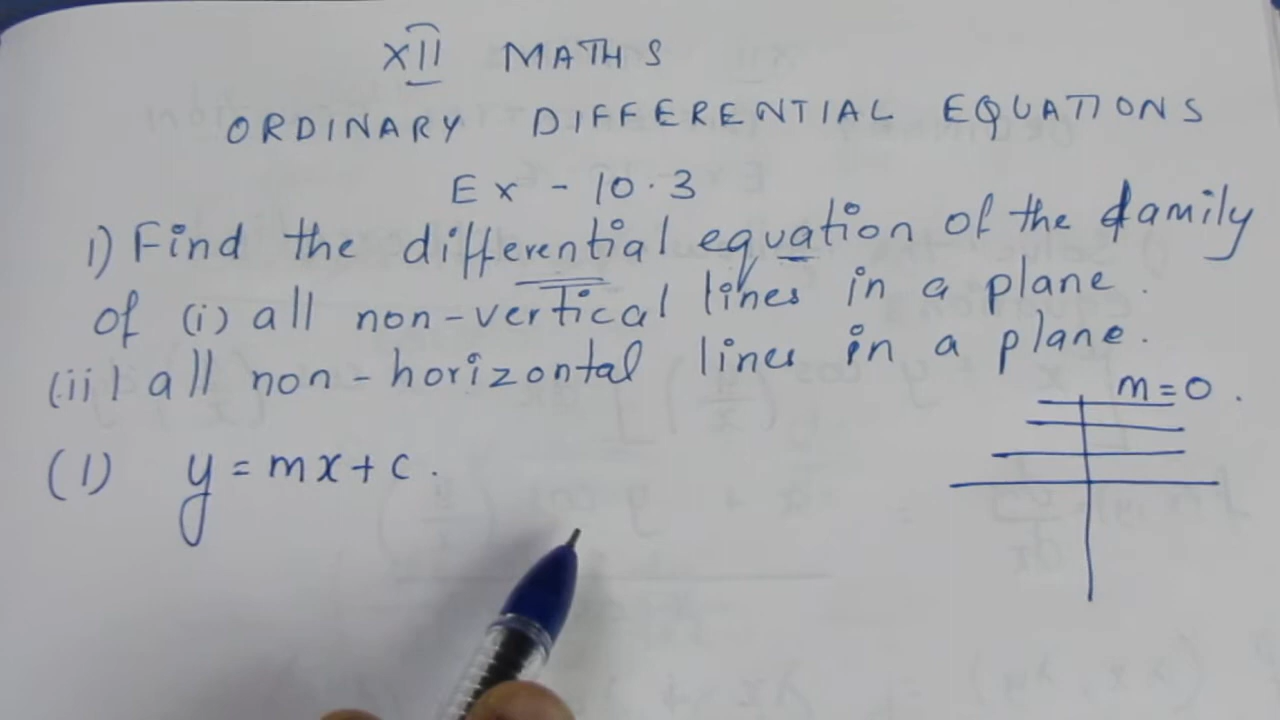 XII MATHS
ORDINARY DIFFERENTIAL EQUATIONS
Ex - 10.3
1) Find the differential equation of the family
of (i) all non-vertical lines in a plane.
(ii) all non-horizontal lines in a plane.
m=0.
(1) y = mx + c.